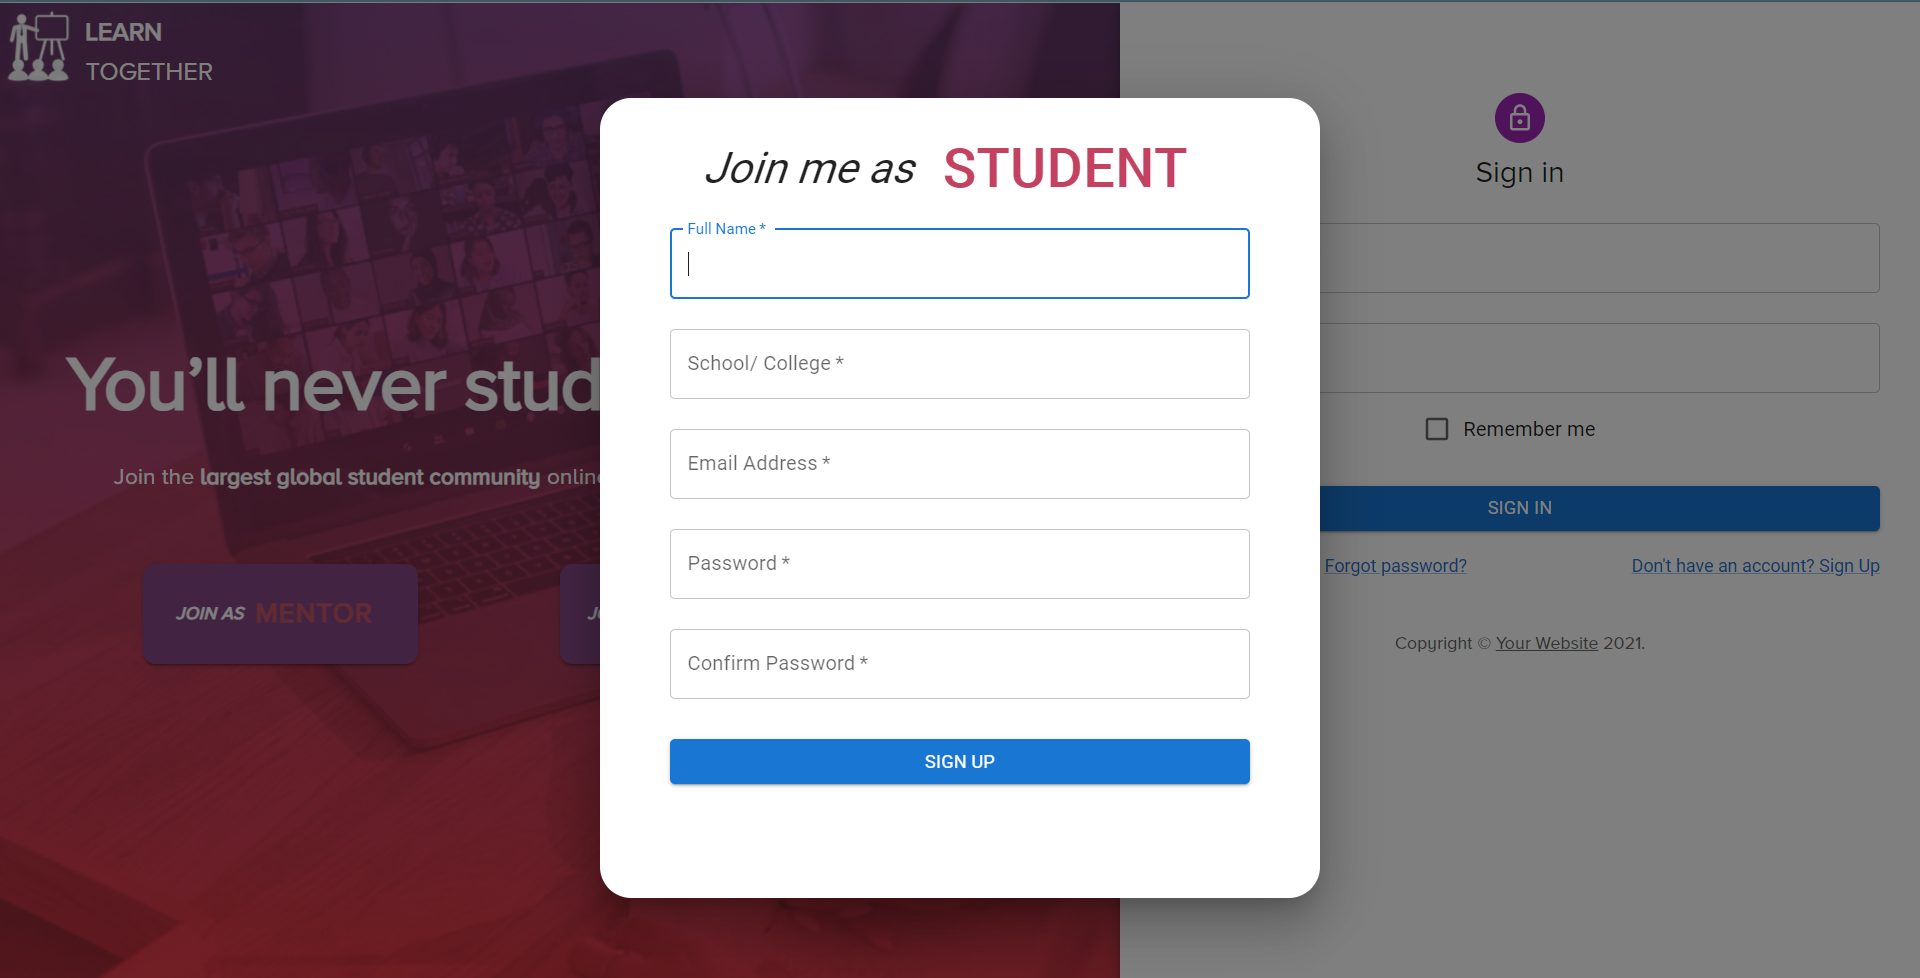 LEARN
TOGETHER
You'll never stud
Join the largest global student community online
JOIN AS MENTOR
Join me as STUDENT
Full Name *
School/ College *
Email Address *
Password *
Confirm Password *
SIGN UP
Sign in
Remember me
SIGN IN
Forgot password?
Don't have an account? Sign Up
Copyright © Your Website 2021.